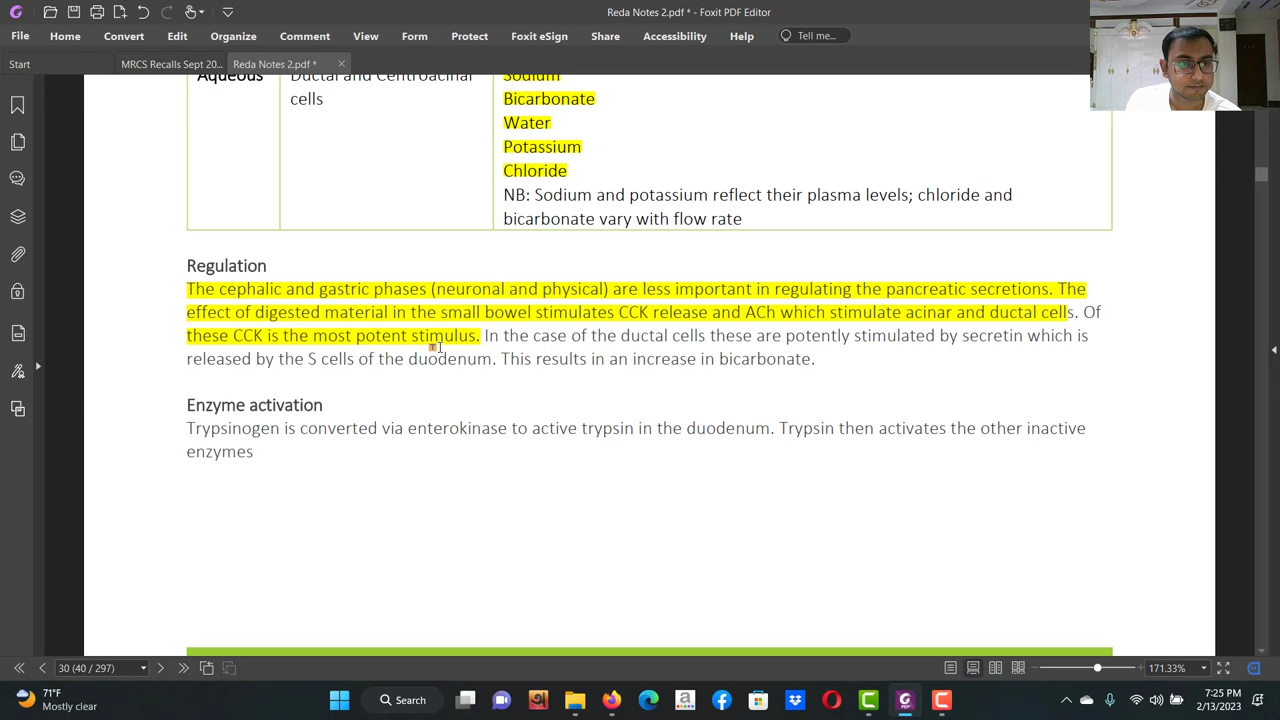 Reda Notes 2.pdf * - Foxit PDF Editor
File Home Convert Edit Organize Comment View Form Protect Foxit eSign Share Accessibility Help Tell me...
Start MRCS Recalls Sept 20... Reda Notes 2.pdf *
Aqueous Ductal and Centroacinar Sodium
cells Bicarbonate
Water
Potassium
Chloride
NB: Sodium and potassium reflect their plasma levels; chloride and
bicarbonate vary with flow rate
Regulation
The cephalic and gastric phases (neuronal and physical) are less important in regulating the pancreatic secretions. The
effect of digested material in the small bowel stimulates CCK release and ACh which stimulate acinar and ductal cells. Of
these CCK is the most potent stimulus. In the case of the ductal cells these are potently stimulated by secretin which is
released by the S cells of the duodenum. This results in an increase in bicarbonate.
Enzyme activation
Trypsinogen is converted via enterokinase to active trypsin in the duodenum. Trypsin then activates the other inactive
enzymes
30 (40 / 297) 171.33%
71°F
Mostly clear
Search
7:25 PM
2/13/2023